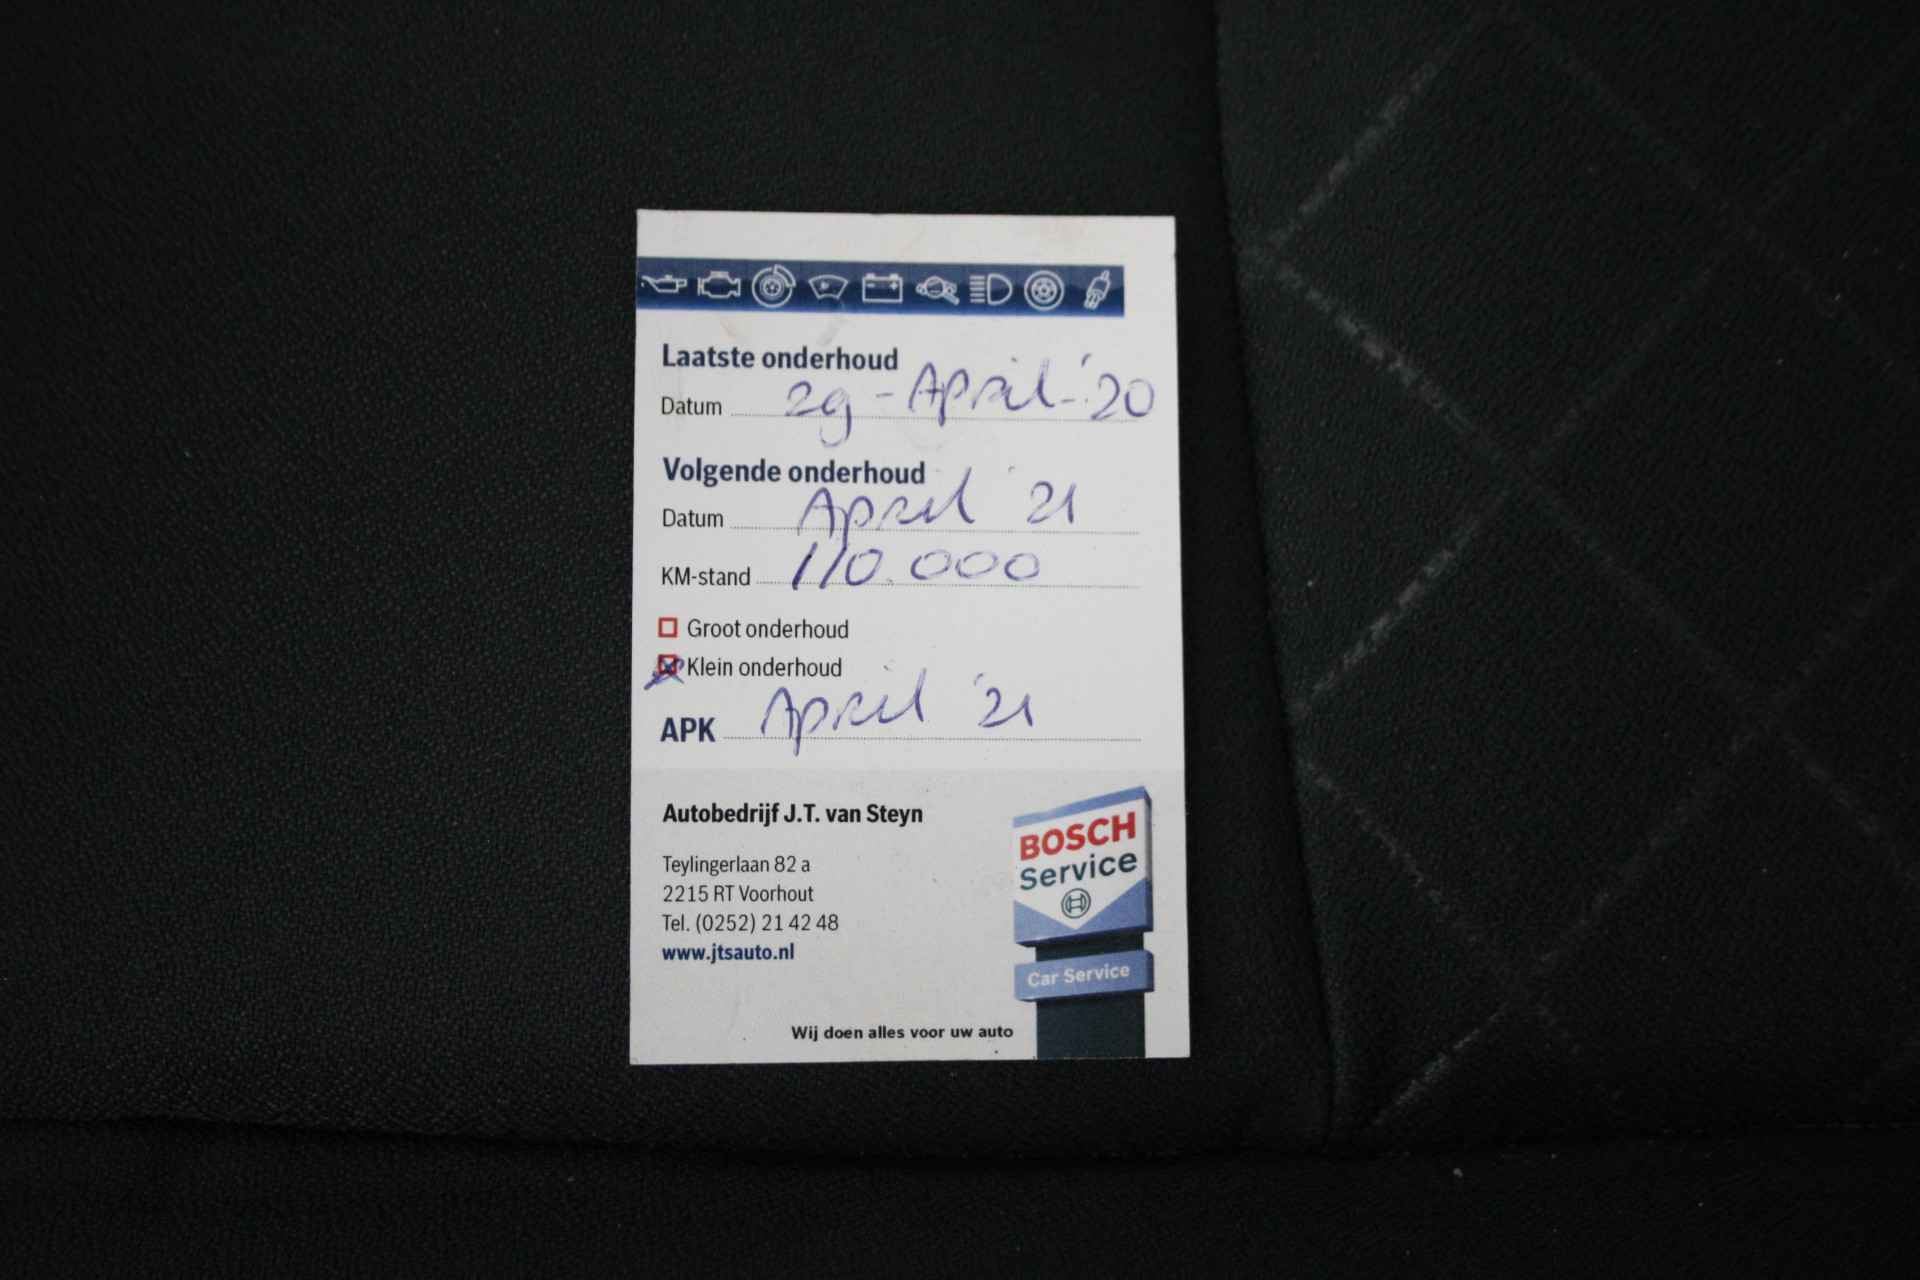 Laatste onderhoud
Datum 29 - April - '20
Volgende onderhoud
Datum April '21
KM-stand 110.000
Groot onderhoud
Klein onderhoud
APK April '21
Autobedrijf J.T. van Steyn
Teylingerlaan 82 a
2215 RT Voorhout
Tel. (0252) 21 42 48
www.jtsauto.nl
BOSCH
Service
Car Service
Wij doen alles voor uw auto